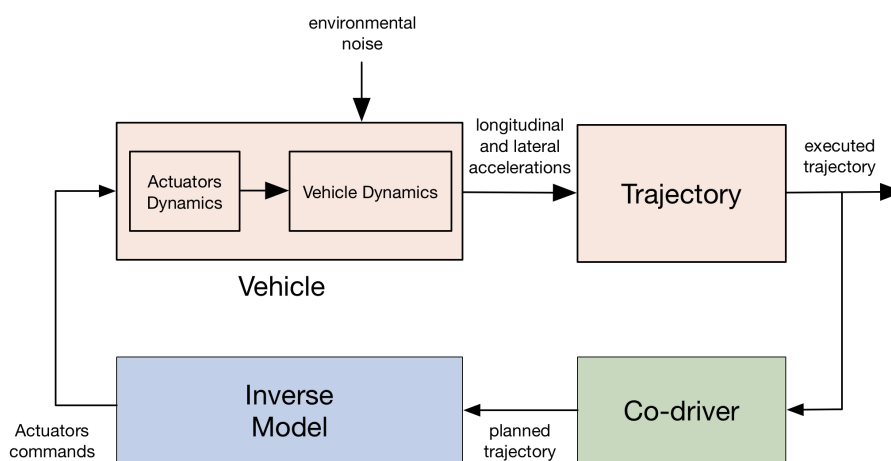 environmental
noise
longitudinal
and lateral
accelerations
executed
trajectory
Actuators
Dynamics
Vehicle Dynamics
Trajectory
Vehicle
Inverse
Model
Co-driver
Actuators
commands
planned
trajectory